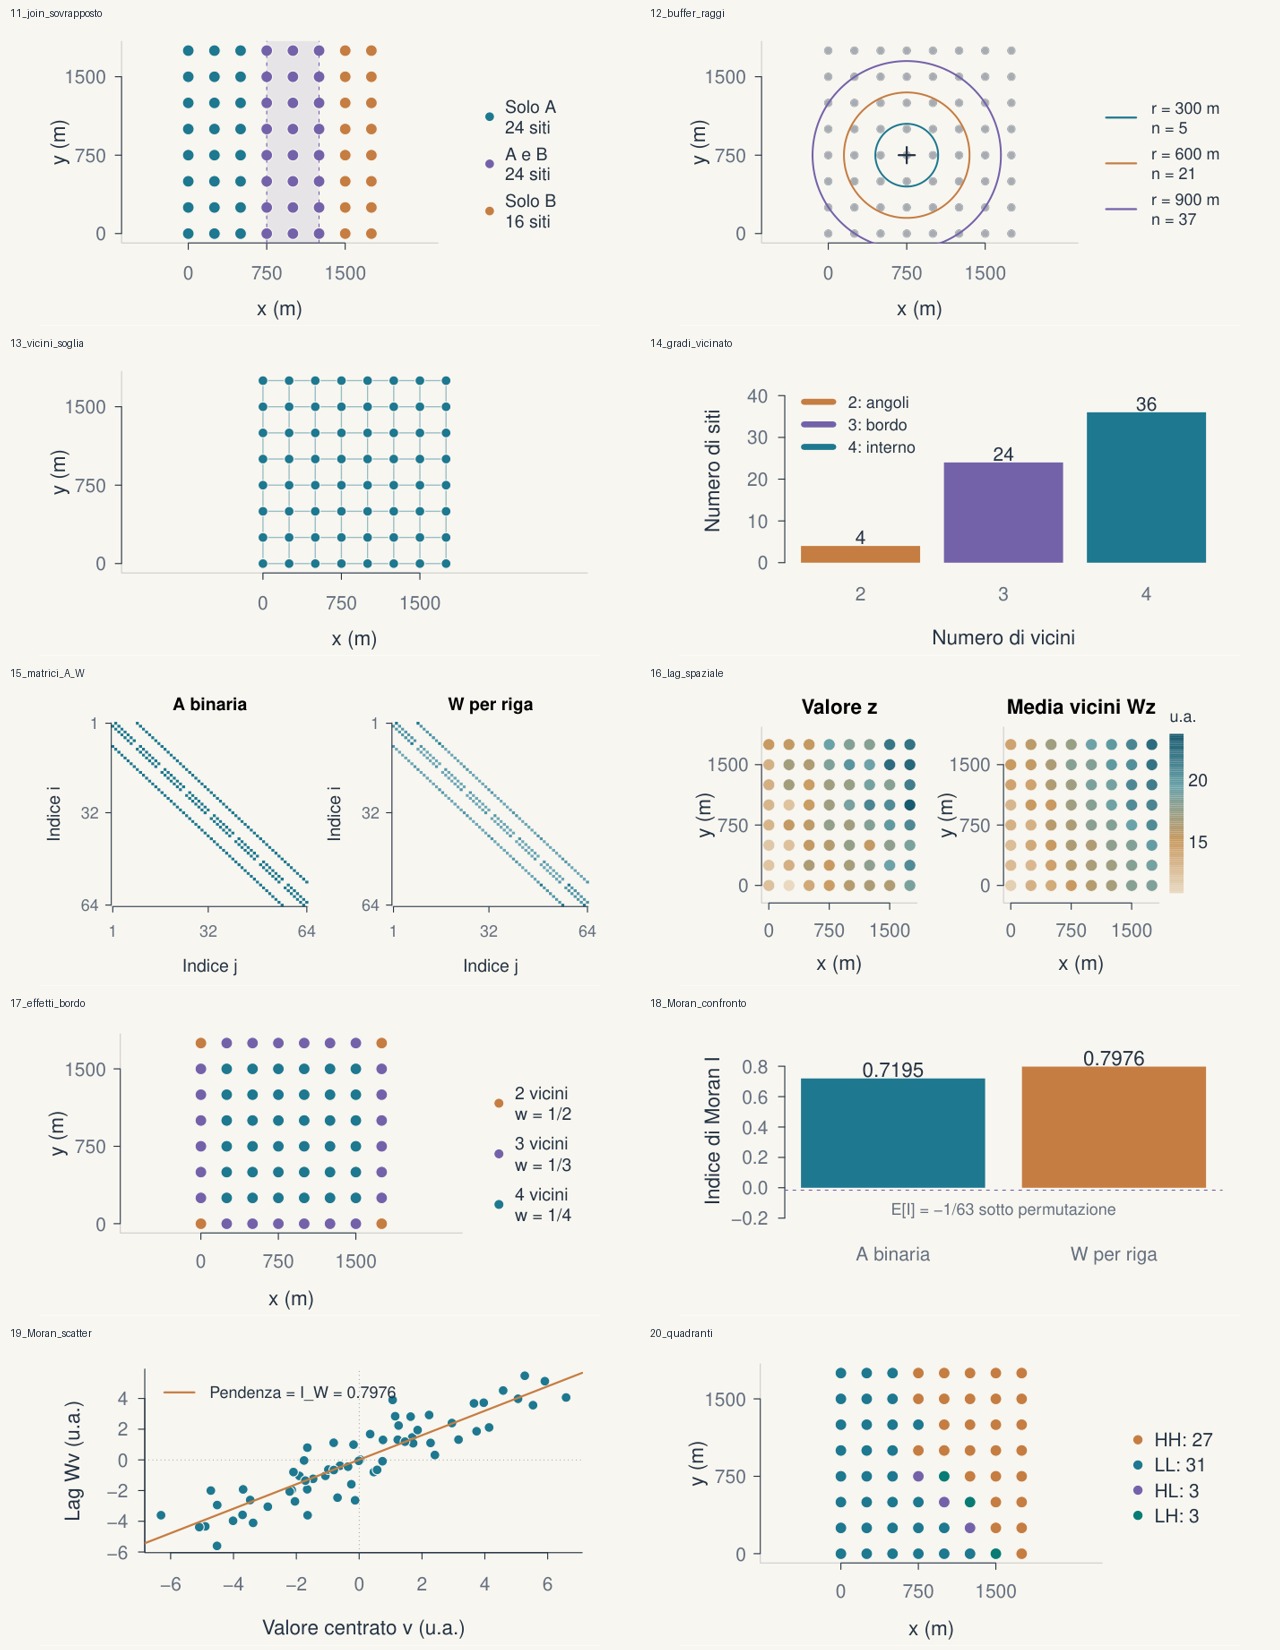 11_join_sovrapposto
1500
750
0
y (m)
0
750
1500
x (m)
Solo A
24 siti
A e B
24 siti
Solo B
16 siti
12_buffer_raggi
1500
750
0
y (m)
0
750
1500
x (m)
r = 300 m
n = 5
r = 600 m
n = 21
r = 900 m
n = 37
13_vicini_soglia
1500
750
0
y (m)
0
750
1500
x (m)
14_gradi_vicinato
40
30
20
10
0
Numero di siti
2: angoli
3: bordo
4: interno
4
24
36
2
3
4
Numero di vicini
15_matrici_A_W
A binaria
1
32
64
Indice i
1
32
64
Indice j
W per riga
1
32
64
Indice i
1
32
64
Indice j
16_lag_spaziale
Valore z
1500
750
0
y (m)
0
750
1500
x (m)
Media vicini Wz
1500
750
0
y (m)
0
750
1500
x (m)
u.a.
20
15
17_effetti_bordo
1500
750
0
y (m)
0
750
1500
x (m)
2 vicini
w = 1/2
3 vicini
w = 1/3
4 vicini
w = 1/4
18_Moran_confronto
0.8
0.6
0.4
0.2
0.0
−0.2
Indice di Moran I
0.7195
0.7976
E[I] = −1/63 sotto permutazione
A binaria
W per riga
19_Moran_scatter
4
2
0
−2
−4
−6
Lag Wv (u.a.)
Pendenza = I_W = 0.7976
−6
−4
−2
0
2
4
6
Valore centrato v (u.a.)
20_quadranti
1500
750
0
y (m)
0
750
1500
x (m)
HH: 27
LL: 31
HL: 3
LH: 3